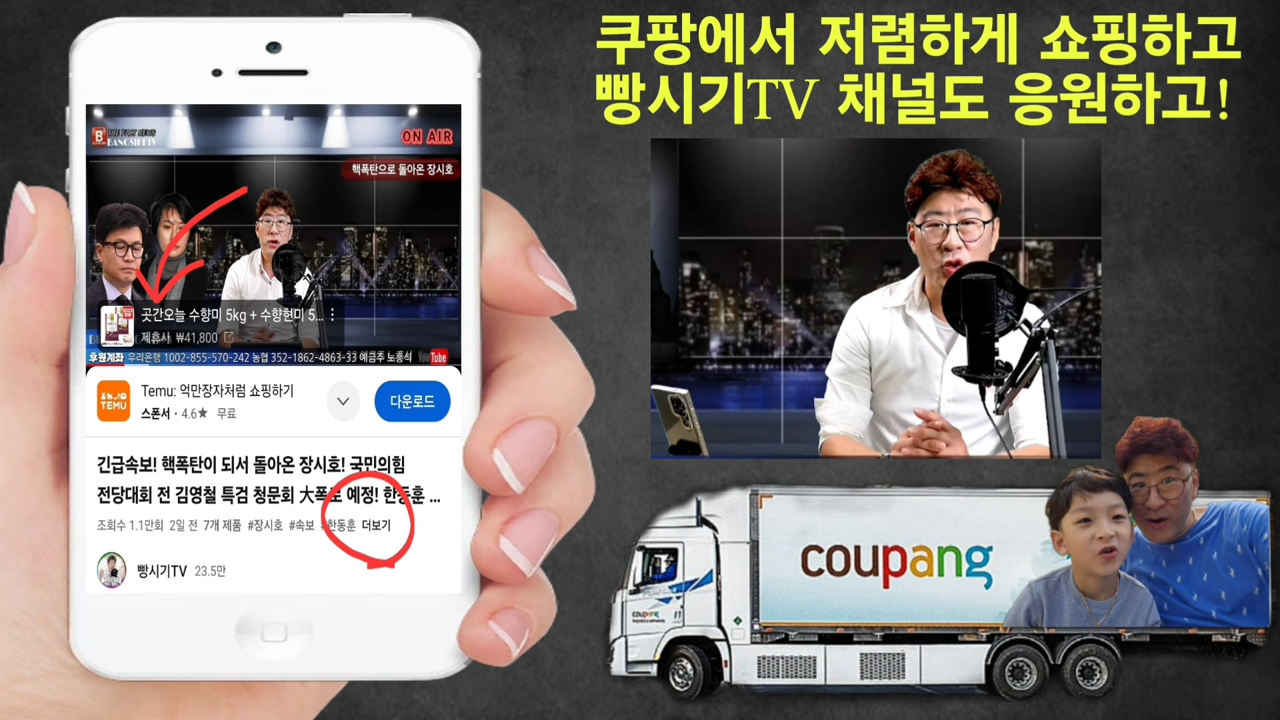 쿠팡에서 저렴하게 쇼핑하고
빵시기TV 채널도 응원하고!
THE FACT NEWS
BANGSIKITV
ON AIR
핵폭탄으로 돌아온 장시호
곳간오늘 수향미 5kg + 수향현미 5...
제휴사 ₩41,800
후원계좌 우리은행 1002-855-570-242 농협 352-1862-4863-33 예금주 노흥식 YouTube
TEMU
Temu: 억만장자처럼 쇼핑하기
스폰서 · 4.6★ 무료
다운로드
긴급속보! 핵폭탄이 되서 돌아온 장시호! 국민의힘
전당대회 전 김영철 특검 청문회 大폭로 예정! 한동훈 ...
조회수 1.1만회 2일 전 7개 제품 #장시호 #속보 #한동훈 더보기
빵시기TV 23.5만
coupang
coupang